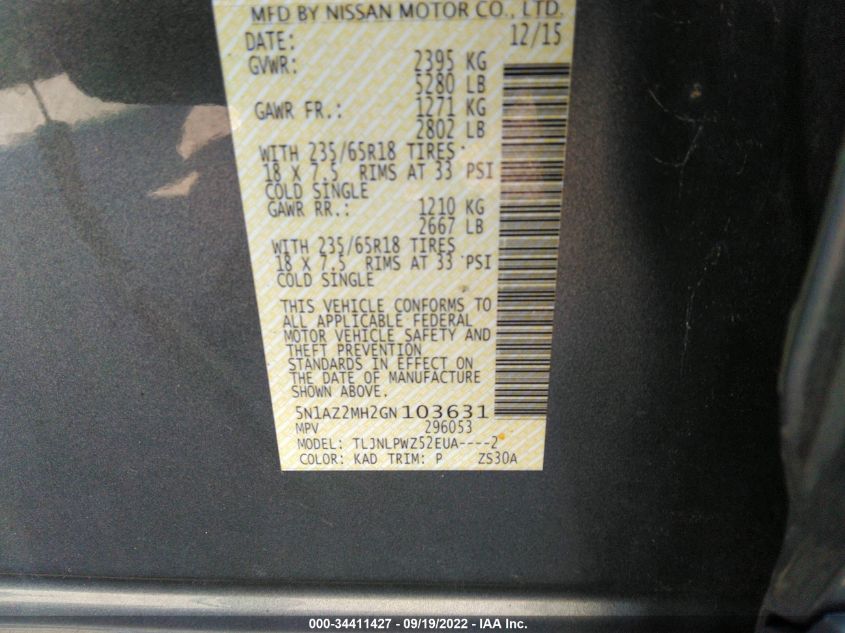 MFD BY NISSAN MOTOR CO., LTD.
DATE: 12/15
GVWR: 2395 KG
5280 LB
GAWR FR.: 1271 KG
2802 LB
WITH 235/65R18 TIRES:
18 X 7.5 RIMS AT 33 PSI
COLD SINGLE
GAWR RR.: 1210 KG
2667 LB
WITH 235/65R18 TIRES
18 X 7.5 RIMS AT 33 PSI
COLD SINGLE
THIS VEHICLE CONFORMS TO
ALL APPLICABLE FEDERAL
MOTOR VEHICLE SAFETY AND
THEFT PREVENTION
STANDARDS IN EFFECT ON
THE DATE OF MANUFACTURE
SHOWN ABOVE.
5N1AZ2MH2GN103631
MPV 296053
MODEL: TLJNLPWZ52EUA----2
COLOR: KAD TRIM: P ZS30A
000-34411427 - 09/19/2022 - IAA Inc.